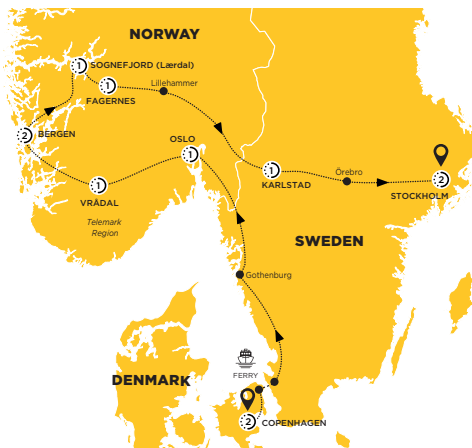 NORWAY
SOGNEFJORD (Lærdal)
1
1
FAGERNES
Lillehammer
2
BERGEN
OSLO
1
1
VRÅDAL
Telemark
Region
1
KARLSTAD
Örebro
2
STOCKHOLM
SWEDEN
Gothenburg
DENMARK
FERRY
2
COPENHAGEN